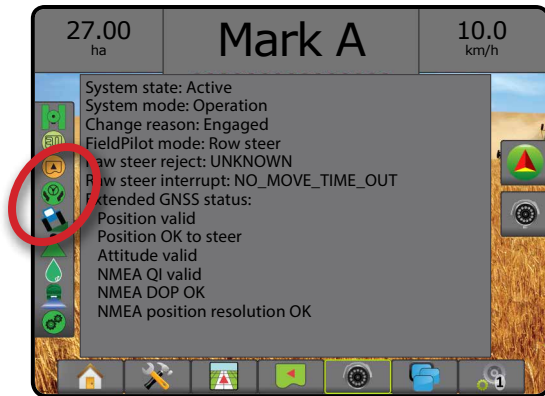 27.00
ha
Mark A
10.0
km/h
System state: Active
System mode: Operation
Change reason: Engaged
FieldPilot mode: Row steer
Raw steer reject: UNKNOWN
Raw steer interrupt: NO_MOVE_TIME_OUT
Extended GNSS status:
Position valid
Position OK to steer
Attitude valid
NMEA QI valid
NMEA DOP OK
NMEA position resolution OK
1